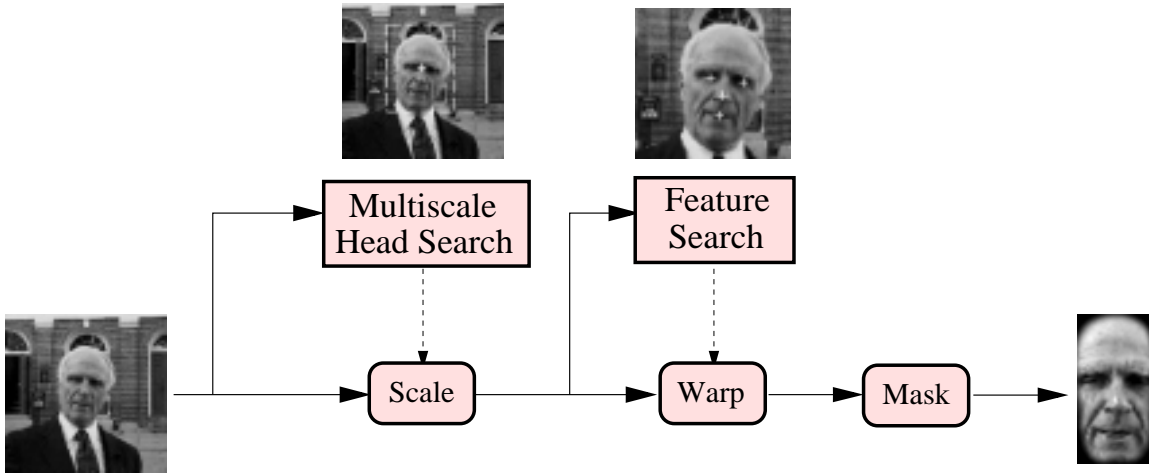 Multiscale
Head Search
Feature
Search
Scale
Warp
Mask